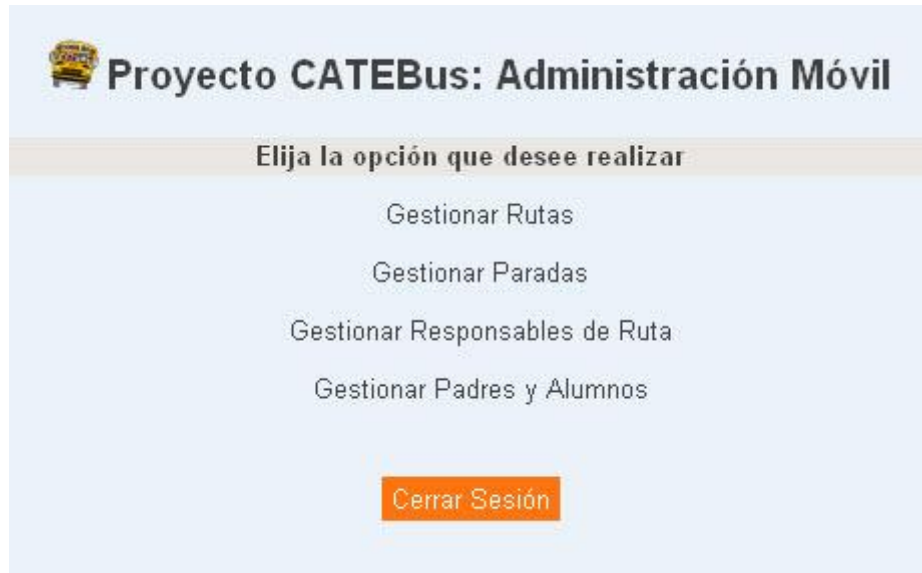 Proyecto CATEBus: Administración Móvil
Elija la opción que desee realizar
Gestionar Rutas
Gestionar Paradas
Gestionar Responsables de Ruta
Gestionar Padres y Alumnos
Cerrar Sesión